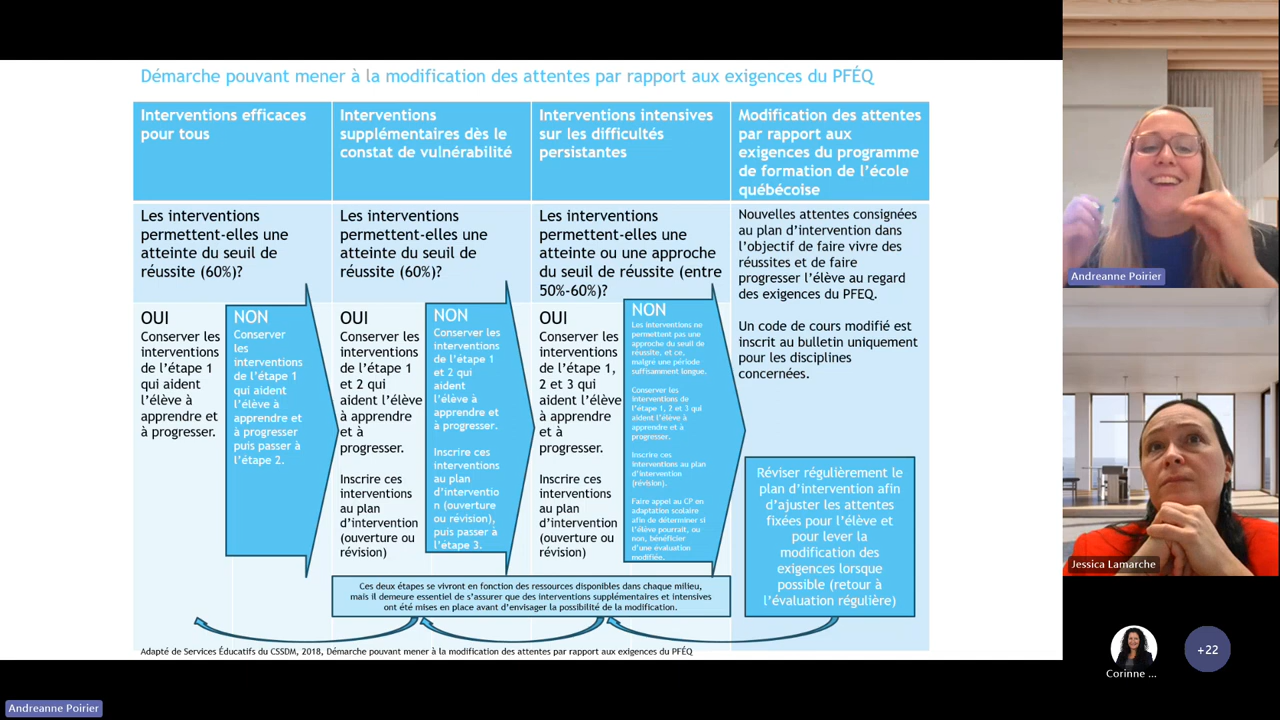 Démarche pouvant mener à la modification des attentes par rapport aux exigences du PFÉQ
Interventions efficaces
pour tous
Interventions
supplémentaires dès le
constat de vulnérabilité
Interventions intensives
sur les difficultés
persistantes
Modification des attentes
par rapport aux
exigences du programme
de formation de l'école
québécoise
Les interventions
permettent-elles une
atteinte du seuil de
réussite (60%)?
Les interventions
permettent-elles une
atteinte du seuil de
réussite (60%)?
Les interventions
permettent-elles une
atteinte ou une approche
du seuil de réussite (entre
50%-60%)?
Nouvelles attentes consignées
au plan d'intervention dans
l'objectif de faire vivre des
réussites et de faire
progresser l'élève au regard
des exigences du PFEQ.
Un code de cours modifié est
inscrit au bulletin uniquement
pour les disciplines
concernées.
OUI
Conserver les
interventions
de l'étape 1
qui aident
l'élève à
apprendre et
à progresser.
NON
Conserver
les
interventions
de l'étape 1
qui aident
l'élève à
apprendre et
à progresser
puis passer à
l'étape 2.
OUI
Conserver les
interventions
de l'étape 1
et 2 qui
aident l'élève
à apprendre
et à
progresser.
Inscrire ces
interventions
au plan
d'intervention
(ouverture ou
révision)
NON
Conserver les
interventions
de l'étape 1
et 2 qui
aident
l'élève à
apprendre et
à progresser.
Inscrire ces
interventions
au plan
d'interventio
n (ouverture
ou révision),
puis passer à
l'étape 3.
OUI
Conserver les
interventions
de l'étape 1,
2 et 3 qui
aident l'élève
à apprendre
et à
progresser.
Inscrire ces
interventions
au plan
d'intervention
(ouverture ou
révision)
NON
Les interventions ne
permettent pas une
approche du seuil de
réussite, et ce,
malgré une période
suffisamment longue.
Conserver les
interventions de
l'étape 1, 2 et 3 qui
aident l'élève à
apprendre et à
progresser.
Inscrire ces
interventions au plan
d'intervention
(révision).
Faire appel au CP en
adaptation scolaire
afin de déterminer si
l'élève pourrait, ou
non, bénéficier
d'une évaluation
modifiée.
Réviser régulièrement le
plan d'intervention afin
d'ajuster les attentes
fixées pour l'élève et
pour lever la
modification des
exigences lorsque
possible (retour à
l'évaluation régulière)
Ces deux étapes se vivront en fonction des ressources disponibles dans chaque milieu,
mais il demeure essentiel de s'assurer que des interventions supplémentaires et intensives
ont été mises en place avant d'envisager la possibilité de la modification.
Adapté de Services Éducatifs du CSSDM, 2018, Démarche pouvant mener à la modification des attentes par rapport aux exigences du PFÉQ
Andreanne Poirier
Jessica Lamarche
Corinne ...
+22
Andreanne Poirier